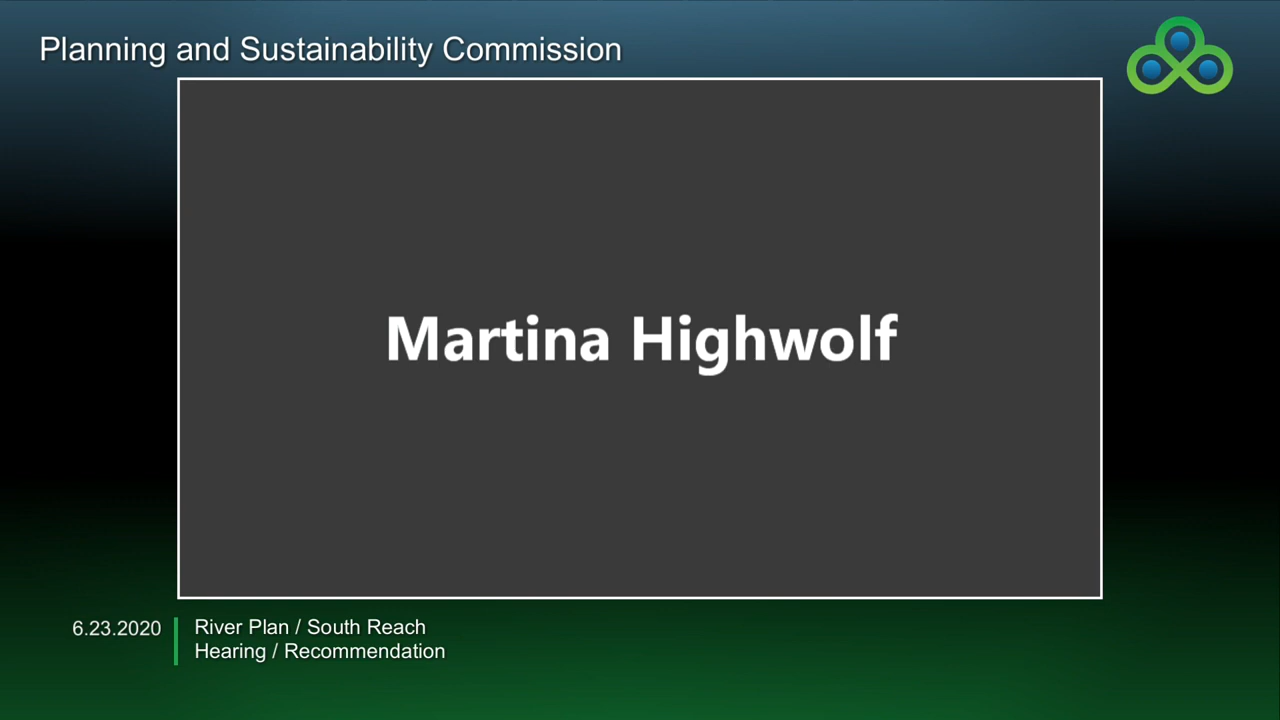 Planning and Sustainability Commission
Martina Highwolf
6.23.2020
River Plan / South Reach
Hearing / Recommendation